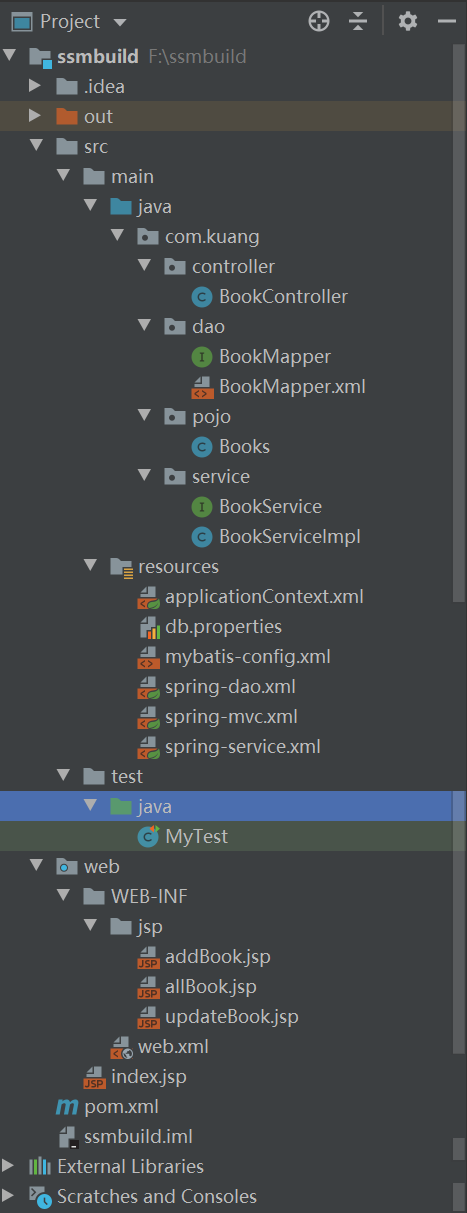 Project
ssmbuild F:\ssmbuild
.idea
out
src
main
java
com.kuang
controller
BookController
dao
BookMapper
BookMapper.xml
pojo
Books
service
BookService
BookServiceImpl
resources
applicationContext.xml
db.properties
mybatis-config.xml
spring-dao.xml
spring-mvc.xml
spring-service.xml
test
java
MyTest
web
WEB-INF
jsp
addBook.jsp
allBook.jsp
updateBook.jsp
web.xml
index.jsp
pom.xml
ssmbuild.iml
External Libraries
Scratches and Consoles